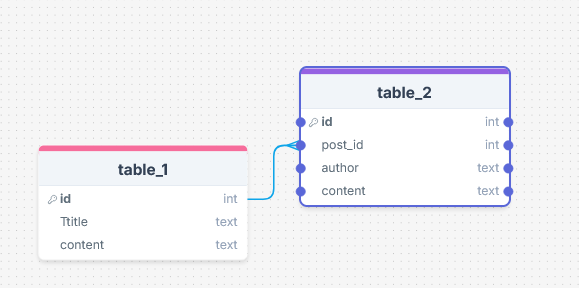 table_1
id int
Ttitle text
content text
table_2
id int
post_id int
author text
content text